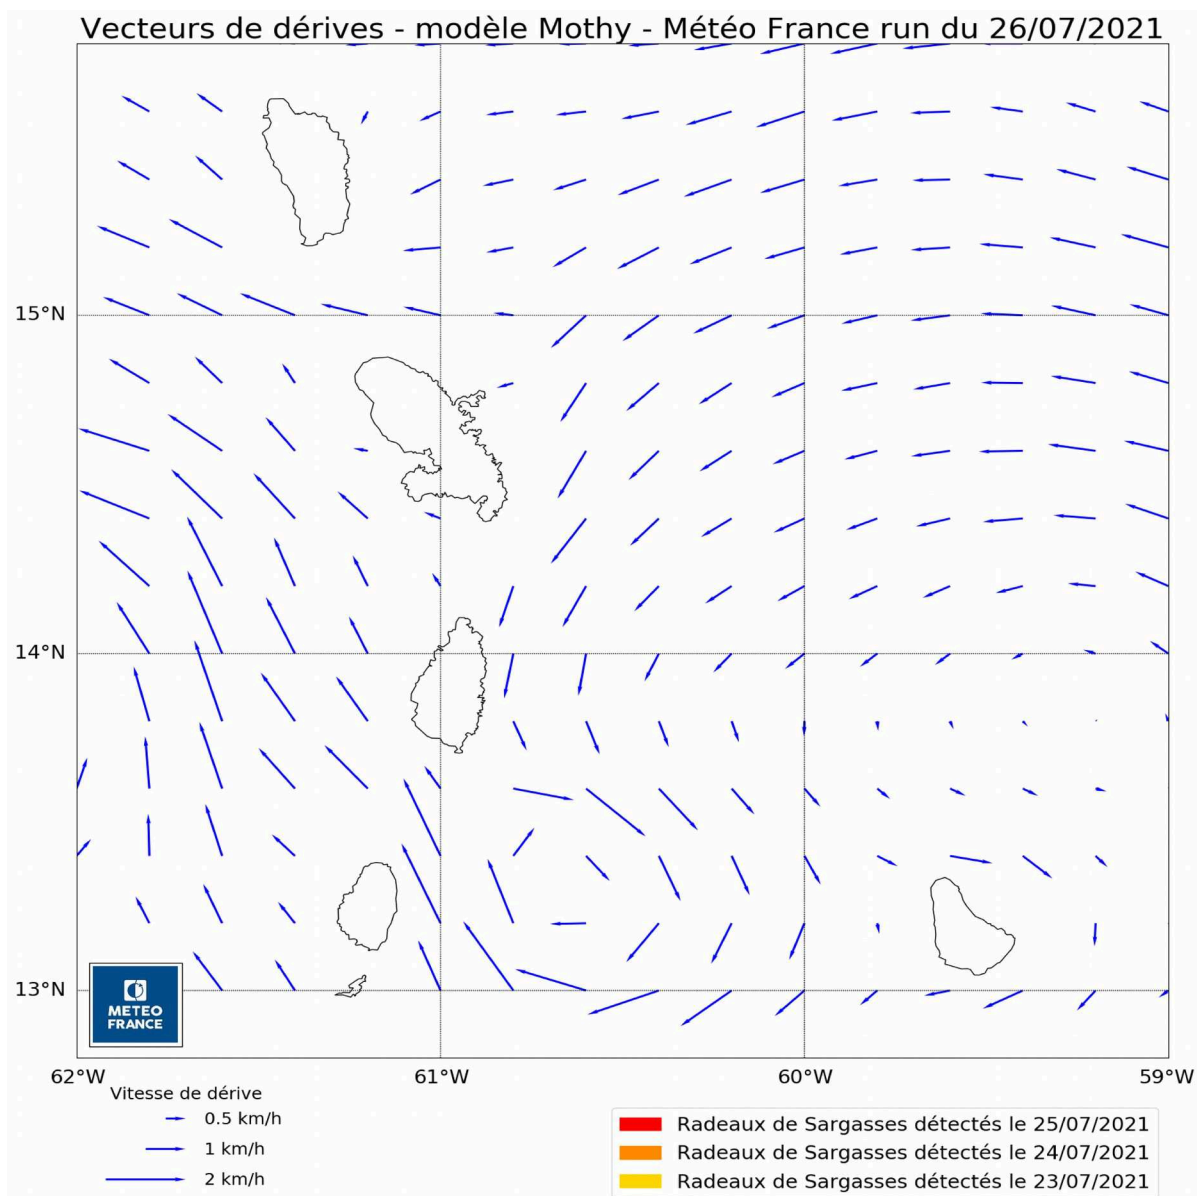 Vecteurs de dérives - modèle Mothy - Météo France run du 26/07/2021
15°N
14°N
13°N
METEO
FRANCE
62°W
61°W
60°W
59°W
Vitesse de dérive
0.5 km/h
1 km/h
2 km/h
Radeaux de Sargasses détectés le 25/07/2021
Radeaux de Sargasses détectés le 24/07/2021
Radeaux de Sargasses détectés le 23/07/2021